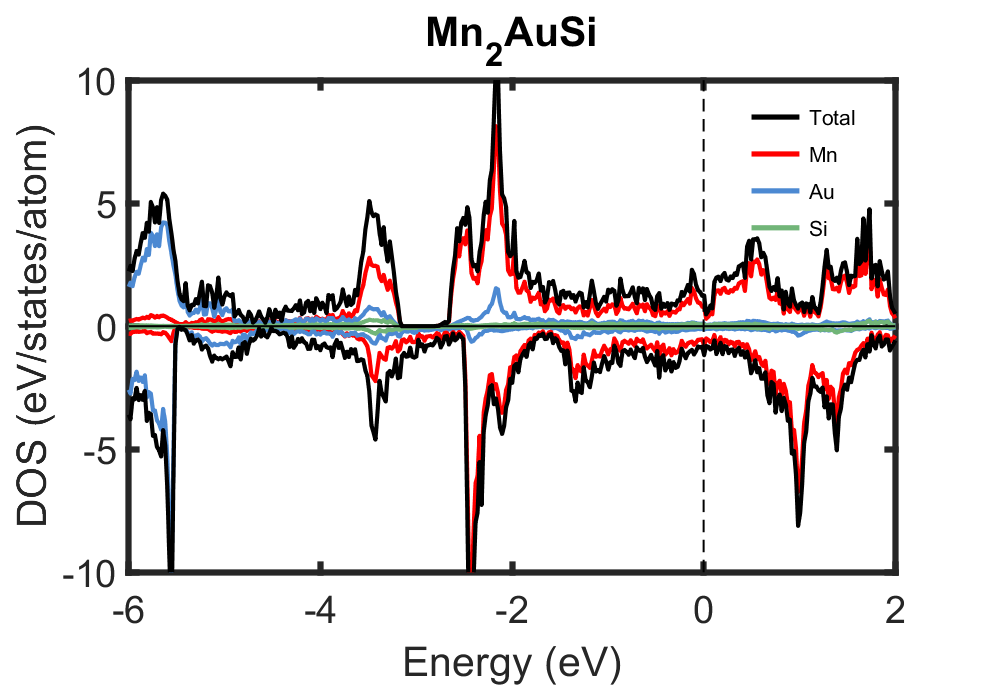 Mn2AuSi
10
5
0
-5
-10
DOS (eV/states/atom)
Total
Mn
Au
Si
-6
-4
-2
0
2
Energy (eV)